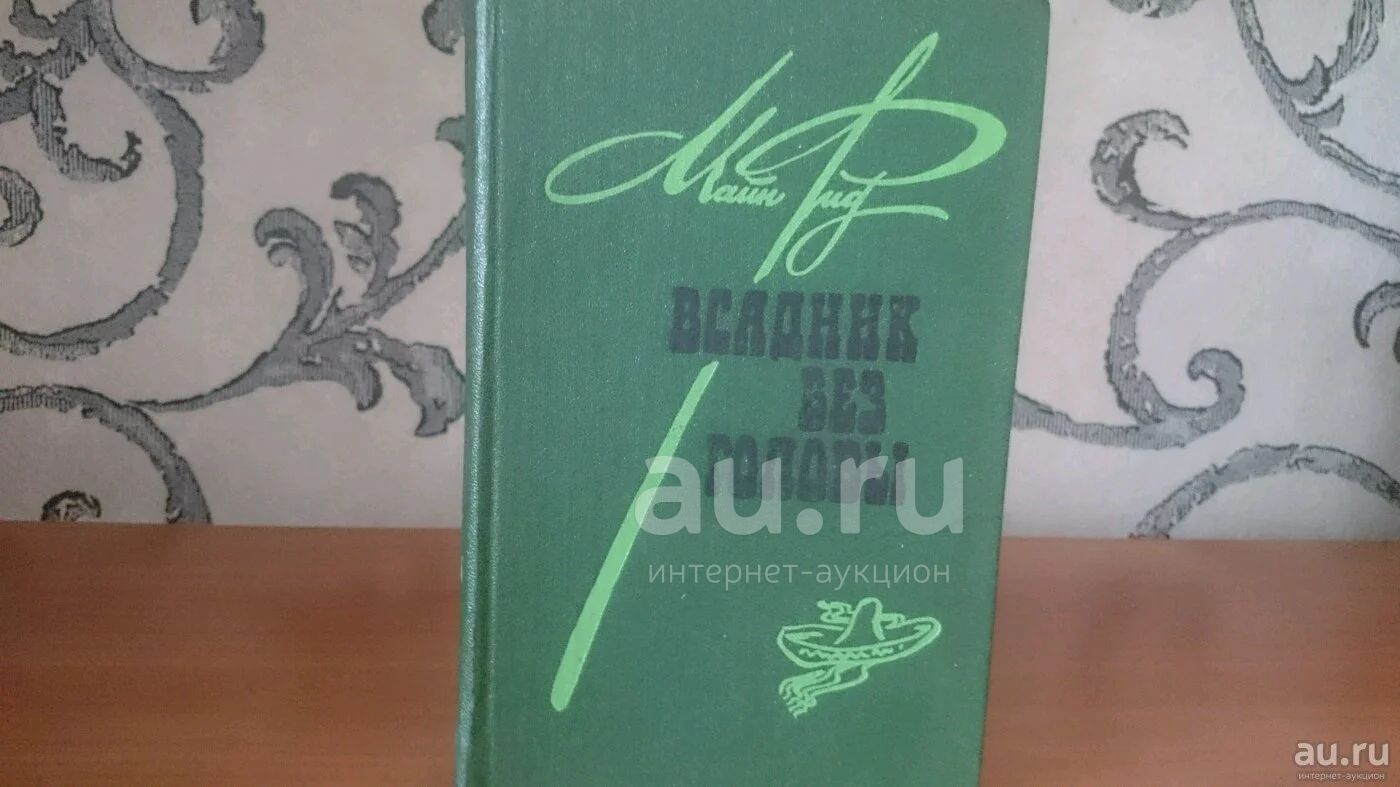 Майн Рид
ВСАДНИК
БЕЗ
ГОЛОВЫ
au.ru
интернет-аукцион
au.ru
интернет-аукцион